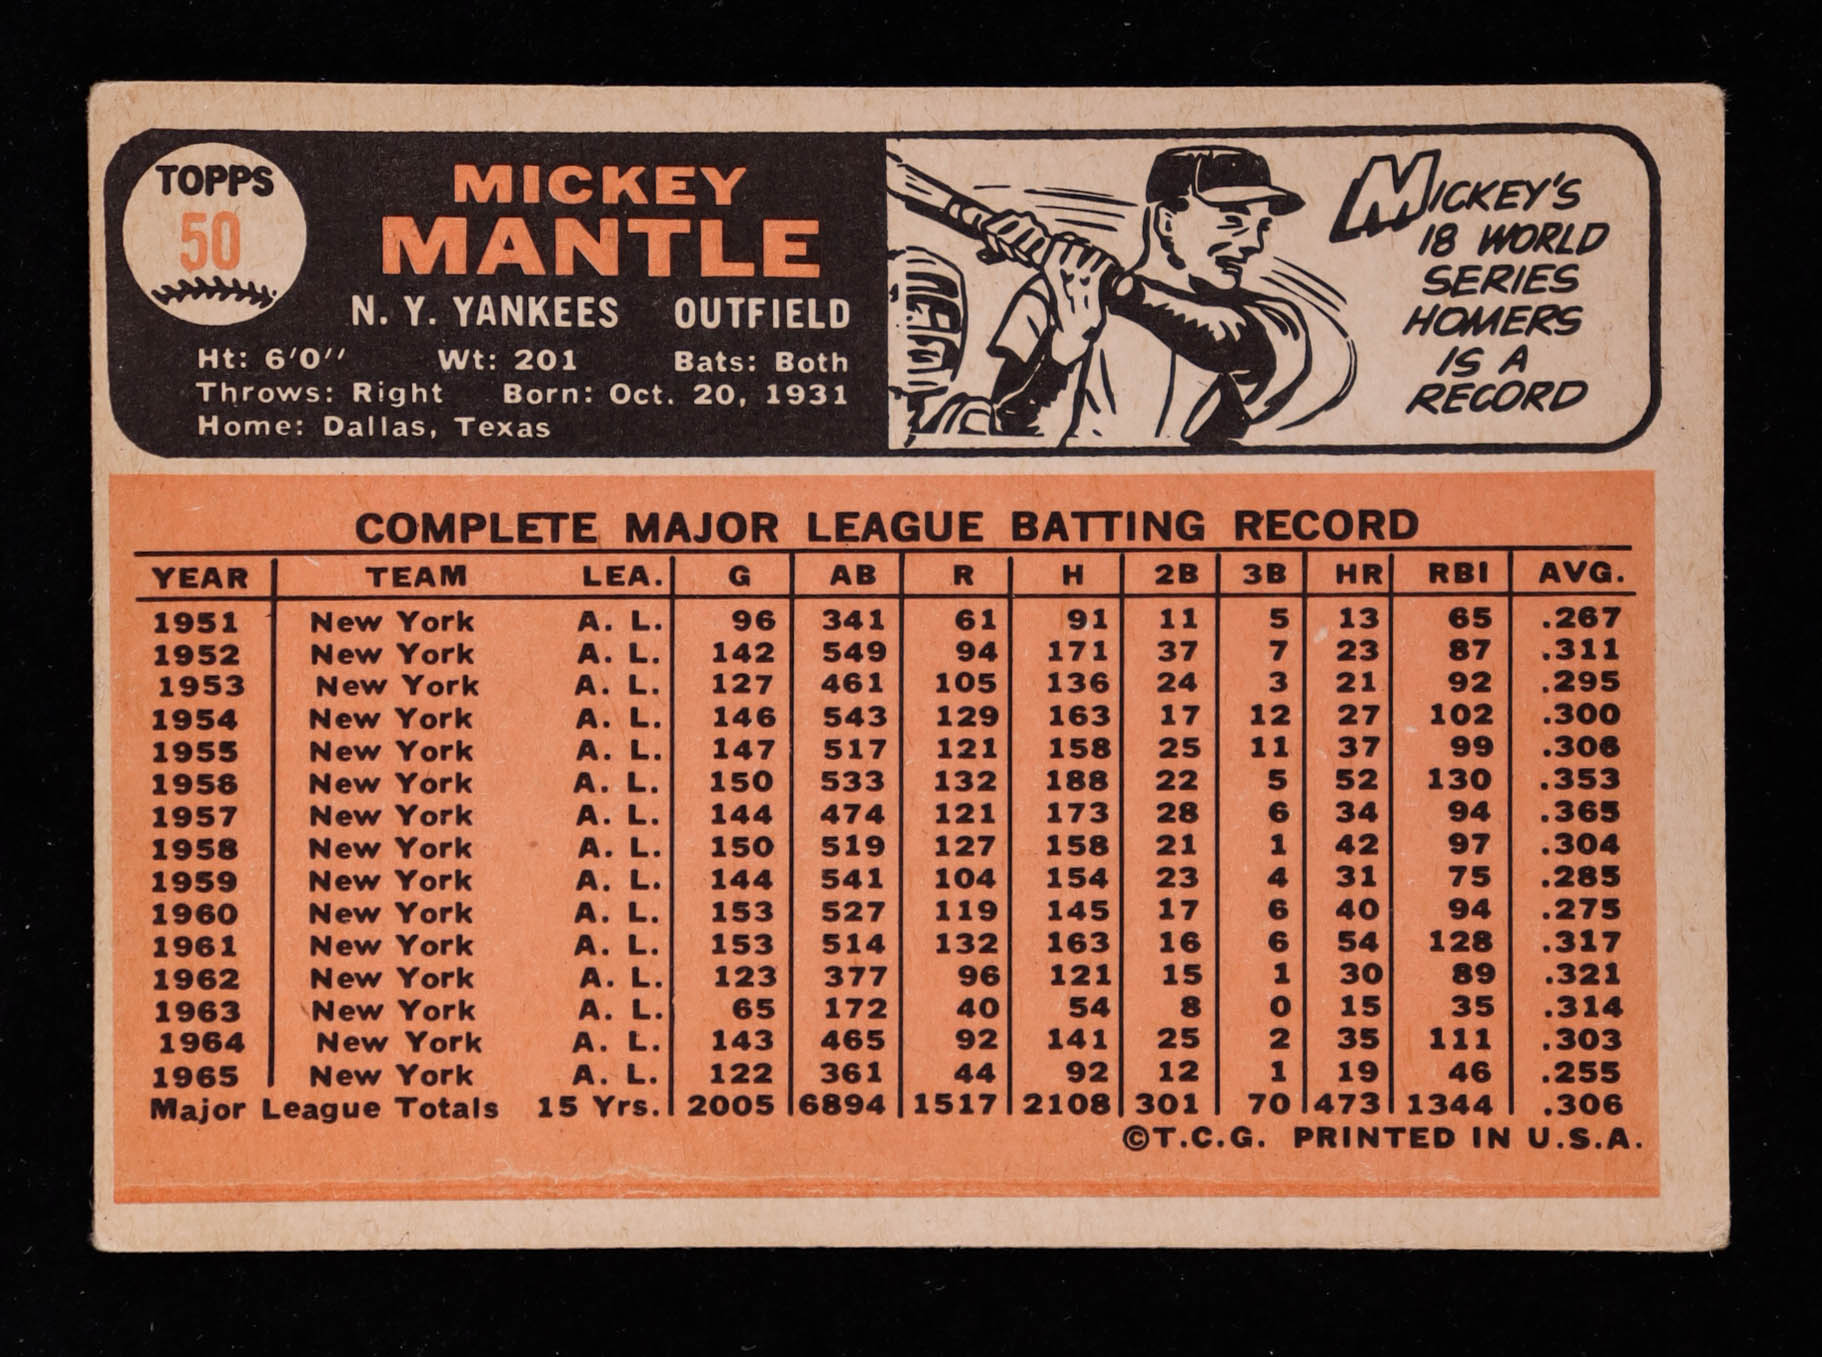 TOPPS
50
MICKEY
MANTLE
N. Y. YANKEES OUTFIELD
Ht: 6'0'' Wt: 201 Bats: Both
Throws: Right Born: Oct. 20, 1931
Home: Dallas, Texas
MICKEY'S
18 WORLD
SERIES
HOMERS
IS A
RECORD
COMPLETE MAJOR LEAGUE BATTING RECORD
YEAR TEAM LEA. G AB R H 2B 3B HR RBI AVG.
1951 New York A. L. 96 341 61 91 11 5 13 65 .267
1952 New York A. L. 142 549 94 171 37 7 23 87 .311
1953 New York A. L. 127 461 105 136 24 3 21 92 .295
1954 New York A. L. 146 543 129 163 17 12 27 102 .300
1955 New York A. L. 147 517 121 158 25 11 37 99 .306
1956 New York A. L. 150 533 132 188 22 5 52 130 .353
1957 New York A. L. 144 474 121 173 28 6 34 94 .365
1958 New York A. L. 150 519 127 158 21 1 42 97 .304
1959 New York A. L. 144 541 104 154 23 4 31 75 .285
1960 New York A. L. 153 527 119 145 17 6 40 94 .275
1961 New York A. L. 153 514 132 163 16 6 54 128 .317
1962 New York A. L. 123 377 96 121 15 1 30 89 .321
1963 New York A. L. 65 172 40 54 8 0 15 35 .314
1964 New York A. L. 143 465 92 141 25 2 35 111 .303
1965 New York A. L. 122 361 44 92 12 1 19 46 .255
Major League Totals 15 Yrs. 2005 6894 1517 2108 301 70 473 1344 .306
©T.C.G. PRINTED IN U.S.A.